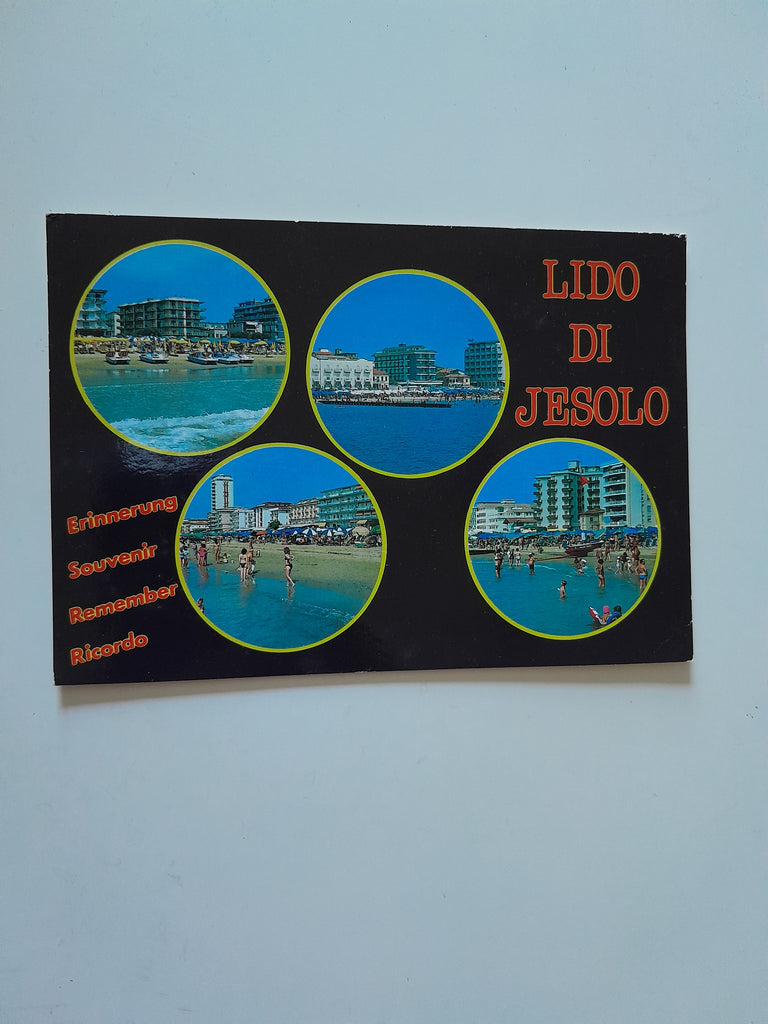 LIDO
DI
JESOLO
Erinnerung
Souvenir
Remember
Ricordo